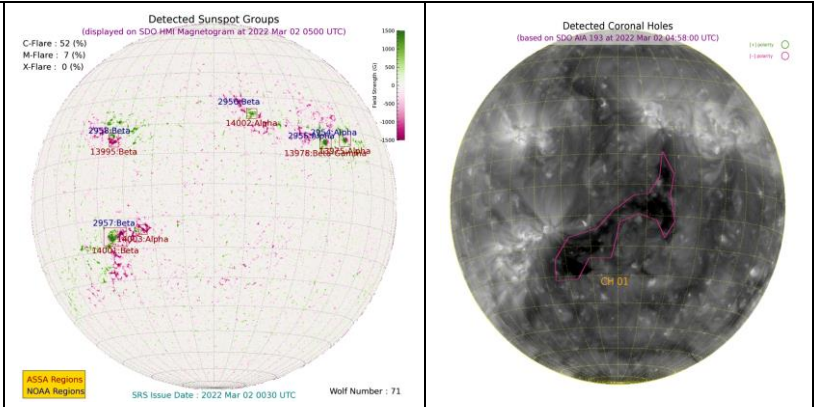 Detected Sunspot Groups
(displayed on SDO HMI Magnetogram at 2022 Mar 02 0500 UTC)
C-Flare : 52 (%)
M-Flare : 7 (%)
X-Flare : 0 (%)
1500
1000
500
0
-500
-1000
-1500
Field Strength (G)
2956:Beta
14002:Alpha
2958:Beta
13995:Beta
2954:Alpha
13978:Beta-Gamma
2957:Beta
14003:Alpha
14001:Beta
ASSA Regions
NOAA Regions
SRS Issue Date : 2022 Mar 02 0030 UTC
Wolf Number : 71
Detected Coronal Holes
(based on SDO AIA 193 at 2022 Mar 02 04:58:00 UTC)
(+) polarity
(-) polarity
CH 01